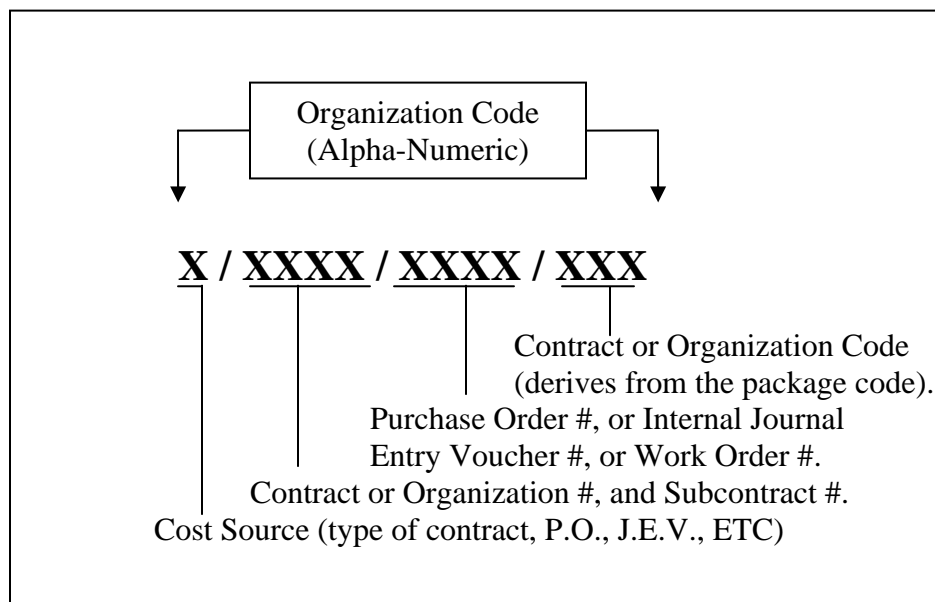 Organization Code
(Alpha-Numeric)
X / XXXX / XXXX / XXX
Contract or Organization Code
(derives from the package code).
Purchase Order #, or Internal Journal
Entry Voucher #, or Work Order #.
Contract or Organization #, and Subcontract #.
Cost Source (type of contract, P.O., J.E.V., ETC)